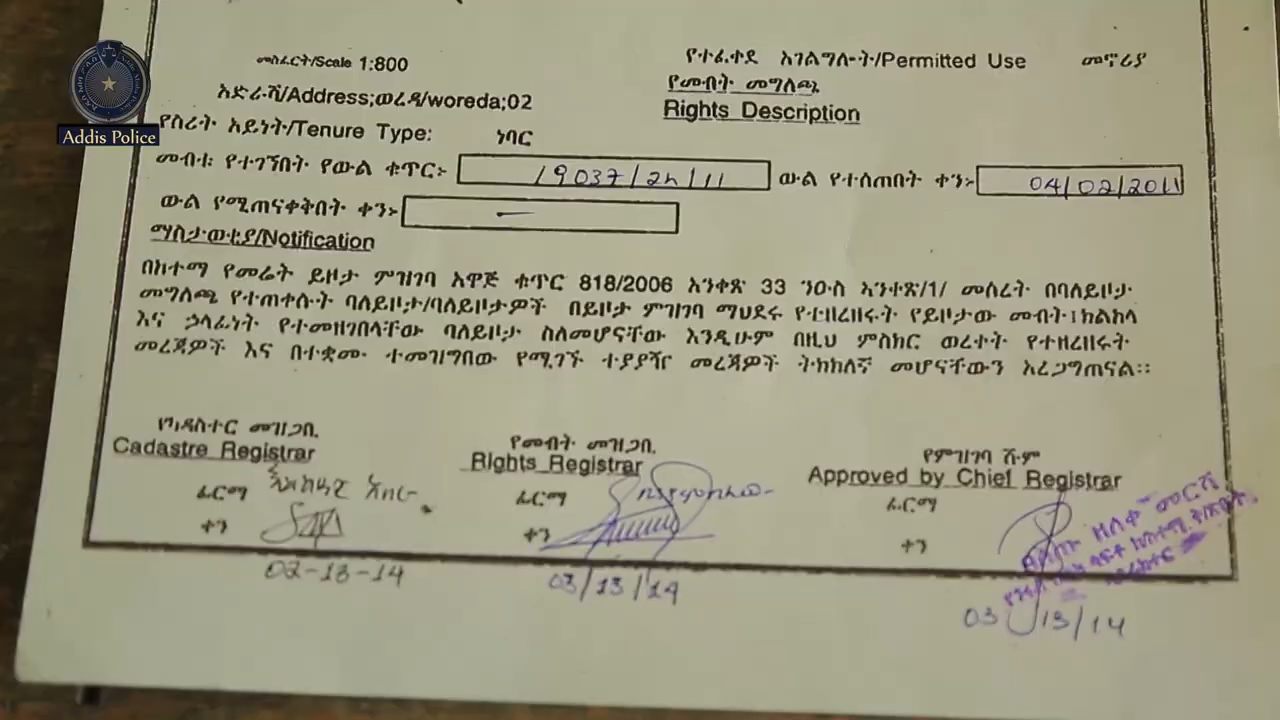 Addis Police
መስፈርት/Scale 1:800
የተፈቀደ አገልግሎት/Permitted Use መኖሪያ
አድራሻ/Address;ወረዳ/woreda;02
የመብት መግለጫ
Rights Description
የስሪት አይነት/Tenure Type: ነባር
መብቱ የተገኘበት የውል ቁጥር፡- 19037/2ክ/11 ውል የተሰጠበት ቀን፡- 04/02/2011
ውል የሚጠናቀቅበት ቀን፡- —
ማስታወቂያ/Notification
በከተማ የመሬት ይዞታ ምዝገባ አዋጅ ቁጥር 818/2006 አንቀጽ 33 ንዑስ አንቀጽ/1/ መሰረት በባለይዞታ
መግለጫ የተጠቀሱት ባለይዞታ/ባለይዞታዎች በይዞታ ምዝገባ ማህደሩ የተዘረዘሩት የይዞታው መብት፣ክልከላ
እና ኃላፊነት የተመዘገበላቸው ባለይዞታ ስለመሆናቸው እንዲሁም በዚህ ምስክር ወረተት የተዘረዘሩት
መረጃዎች እና በተቋሙ ተመዝግበው የሚገኙ ተያያዥ መረጃዎች ትክክለኛ መሆናቸውን አረጋግጠናል።
የካዳስተር መዝጋቢ
Cadastre Registrar
ፊርማ
ቀን
02-13-14
የመብት መዝጋቢ
Rights Registrar
ፊርማ
ቀን
03/13/14
የምዝገባ ሹም
Approved by Chief Registrar
ፊርማ
ቀን
ዘለቀ መርሻ
03/13/14